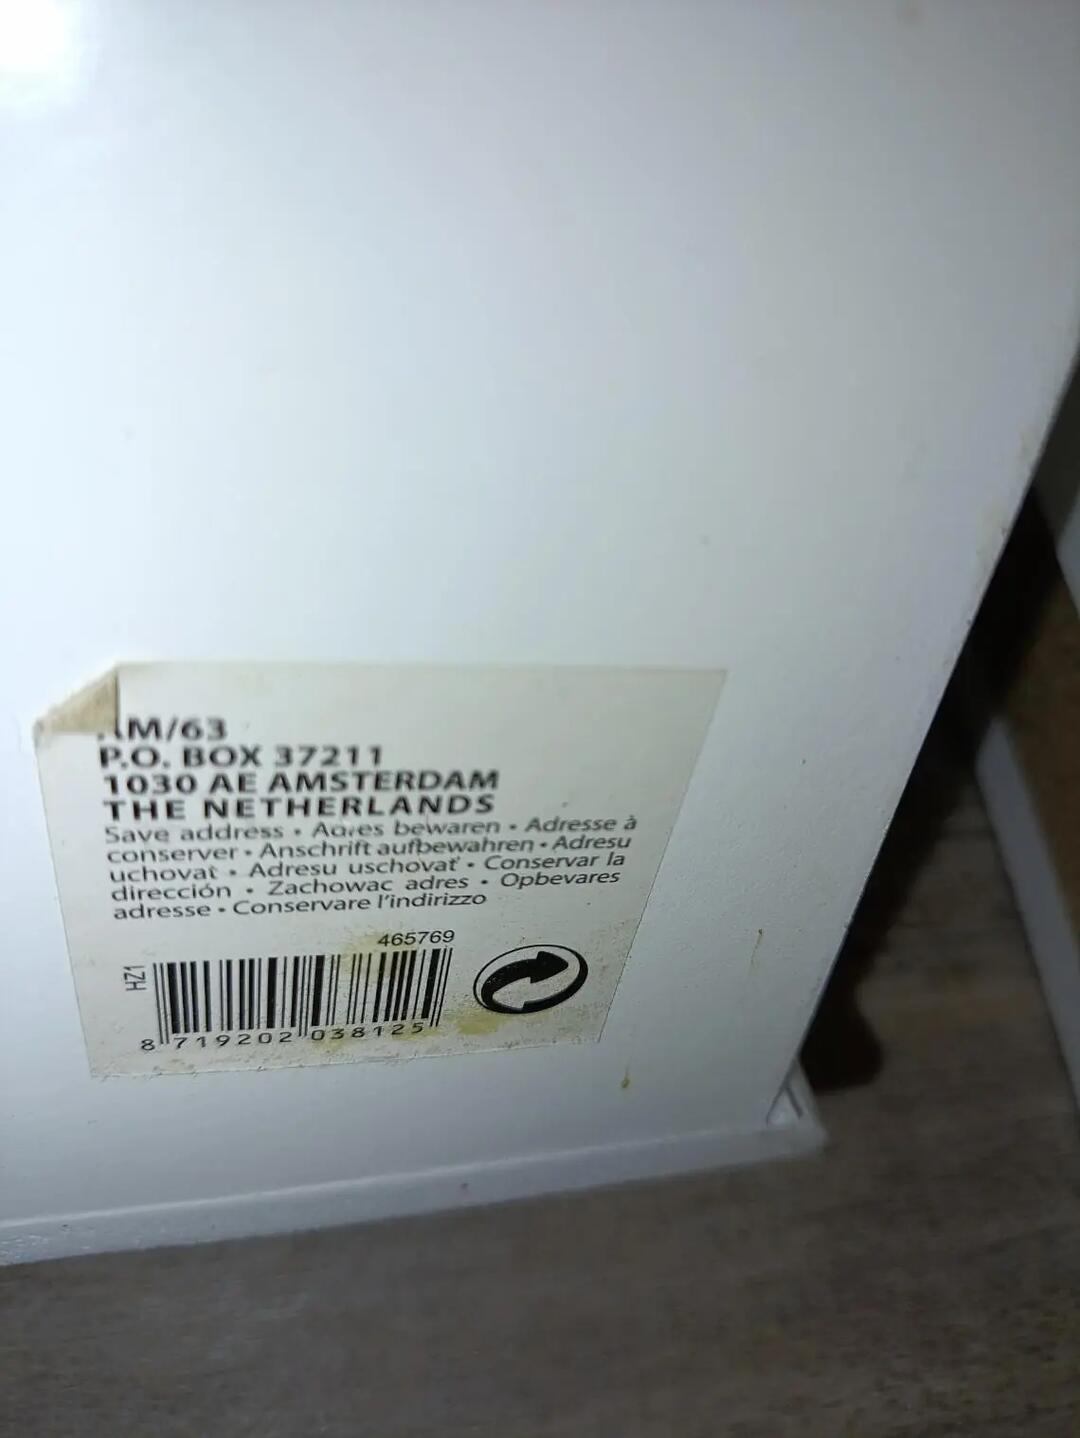 M/63
P.O. BOX 37211
1030 AE AMSTERDAM
THE NETHERLANDS
Save address • Adres bewaren • Adresse à
conserver • Anschrift aufbewahren • Adresu
uchovat • Adresu uschovat' • Conservar la
dirección • Zachowac adres • Opbevares
adresse • Conservare l'indirizzo
465769
HZ1
8 719202 038125